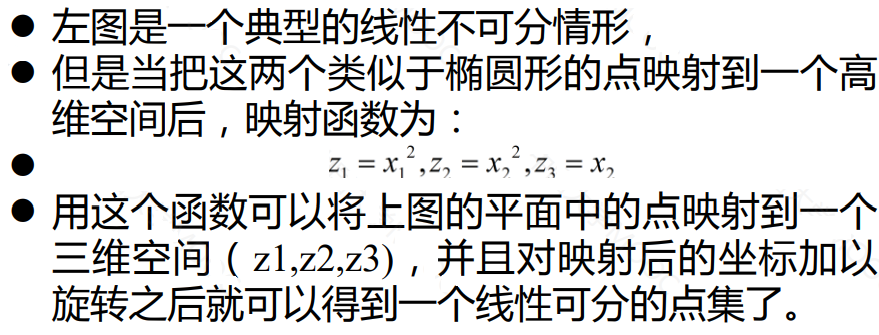 ● 左图是一个典型的线性不可分情形，
● 但是当把这两个类似于椭圆形的点映射到一个高
维空间后，映射函数为：
● z₁ = x₁², z₂ = x₂², z₃ = x₂
● 用这个函数可以将上图的平面中的点映射到一个
三维空间（z1,z2,z3)，并且对映射后的坐标加以
旋转之后就可以得到一个线性可分的点集了。